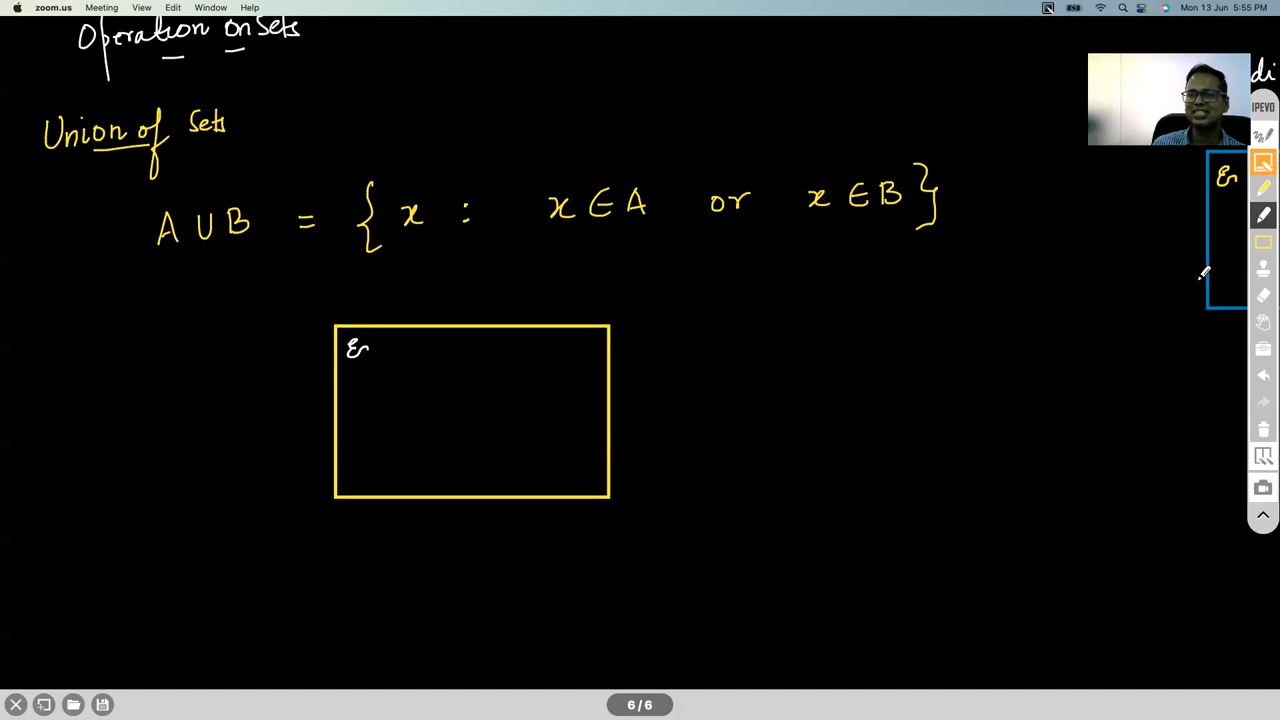 zoom.us Meeting View Edit Window Help Mon 13 Jun 5:55 PM
Operation on Sets
di
IPEVO
Union of Sets
A ∪ B = { x : x ∈ A or x ∈ B }
6 / 6